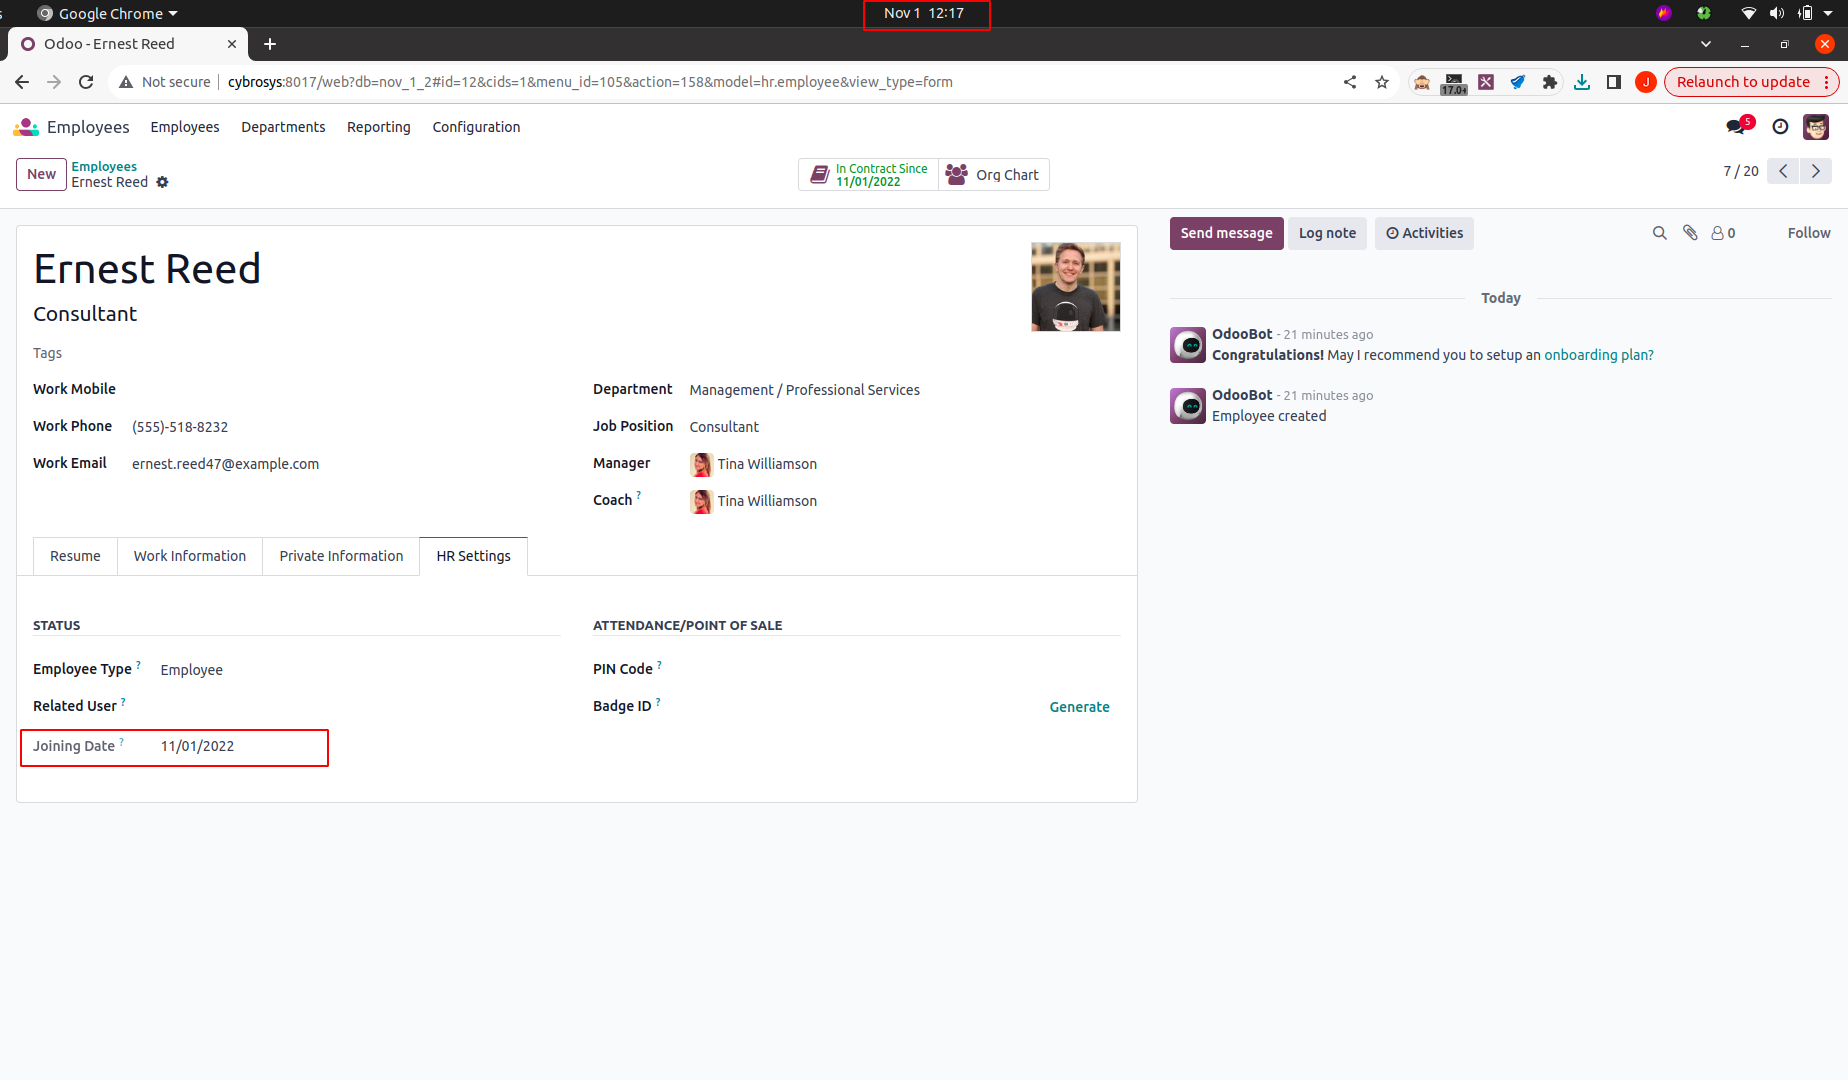 Google Chrome
Nov 1 12:17
Odoo - Ernest Reed
Not secure
cybrosys:8017/web?db=nov_1_2#id=12&cids=1&menu_id=105&action=158&model=hr.employee&view_type=form
17.0+
J
Relaunch to update
Employees
Employees
Departments
Reporting
Configuration
5
New
Employees
Ernest Reed
In Contract Since
11/01/2022
Org Chart
7 / 20
Ernest Reed
Consultant
Tags
Work Mobile
Work Phone (555)-518-8232
Work Email ernest.reed47@example.com
Department Management / Professional Services
Job Position Consultant
Manager Tina Williamson
Coach ? Tina Williamson
Resume
Work Information
Private Information
HR Settings
STATUS
Employee Type ? Employee
Related User ?
Joining Date ? 11/01/2022
ATTENDANCE/POINT OF SALE
PIN Code ?
Badge ID ? Generate
Send message
Log note
Activities
0
Follow
Today
OdooBot - 21 minutes ago
Congratulations! May I recommend you to setup an onboarding plan?
OdooBot - 21 minutes ago
Employee created